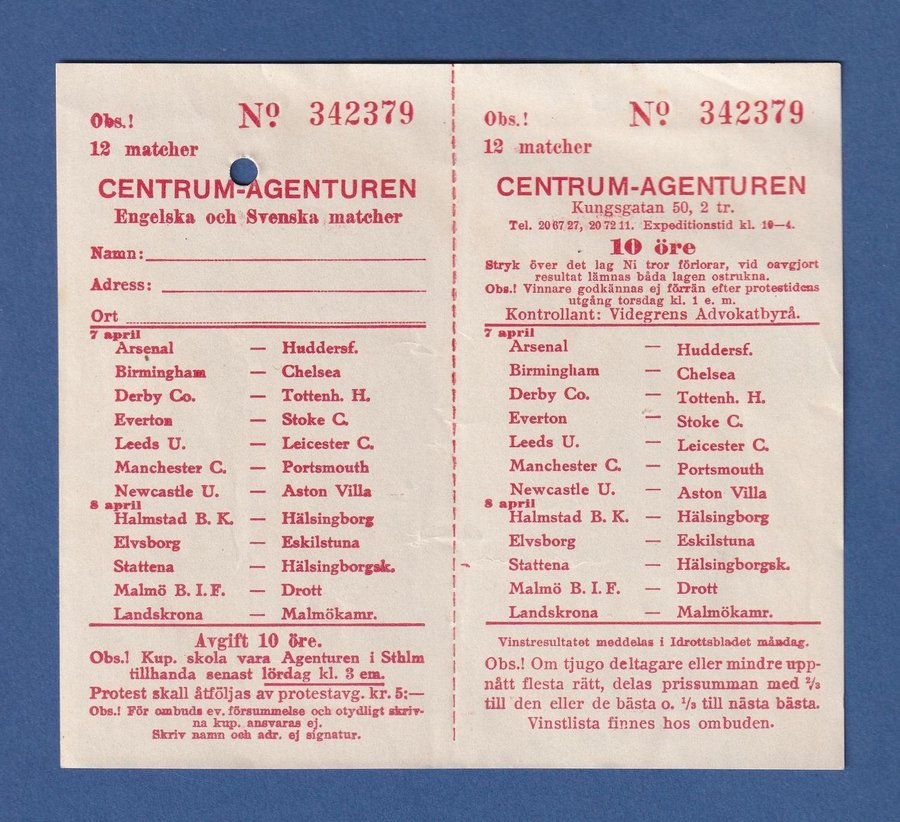 Obs.! Nº 342379
12 matcher
CENTRUM-AGENTUREN
Engelska och Svenska matcher
Namn:
Adress:
Ort
7 april
Arsenal — Huddersf.
Birmingham — Chelsea
Derby Co. — Tottenh. H.
Everton — Stoke C.
Leeds U. — Leicester C.
Manchester C. — Portsmouth
Newcastle U. — Aston Villa
8 april
Halmstad B. K. — Hälsingborg
Elvsborg — Eskilstuna
Stattena — Hälsingborgsk.
Malmö B. I. F. — Drott
Landskrona — Malmökamr.
Avgift 10 öre.
Obs.! Kup. skola vara Agenturen i Sthlm
tillhanda senast lördag kl. 3 em.
Protest skall åtföljas av protestavg. kr. 5:—
Obs.! För ombuds ev. försummelse och otydligt skriv-
na kup. ansvaras ej.
Skriv namn och adr. ej signatur.
Obs.! Nº 342379
12 matcher
CENTRUM-AGENTUREN
Kungsgatan 50, 2 tr.
Tel. 20 67 27, 20 72 11. Expeditionstid kl. 10—4.
10 öre
Stryk över det lag Ni tror förlorar, vid oavgjort
resultat lämnas båda lagen ostrukna.
Obs.! Vinnare godkännas ej förrän efter protestidens
utgång torsdag kl. 1 e. m.
Kontrollant: Videgrens Advokatbyrå.
7 april
Arsenal — Huddersf.
Birmingham — Chelsea
Derby Co. — Tottenh. H.
Everton — Stoke C.
Leeds U. — Leicester C.
Manchester C. — Portsmouth
Newcastle U. — Aston Villa
8 april
Halmstad B. K. — Hälsingborg
Elvsborg — Eskilstuna
Stattena — Hälsingborgsk.
Malmö B. I. F. — Drott
Landskrona — Malmökamr.
Vinstresultatet meddelas i Idrottsbladet måndag.
Obs.! Om tjugo deltagare eller mindre upp-
nått flesta rätt, delas prissumman med ²/₃
till den eller de bästa o. ¹/₃ till nästa bästa.
Vinstlista finnes hos ombuden.